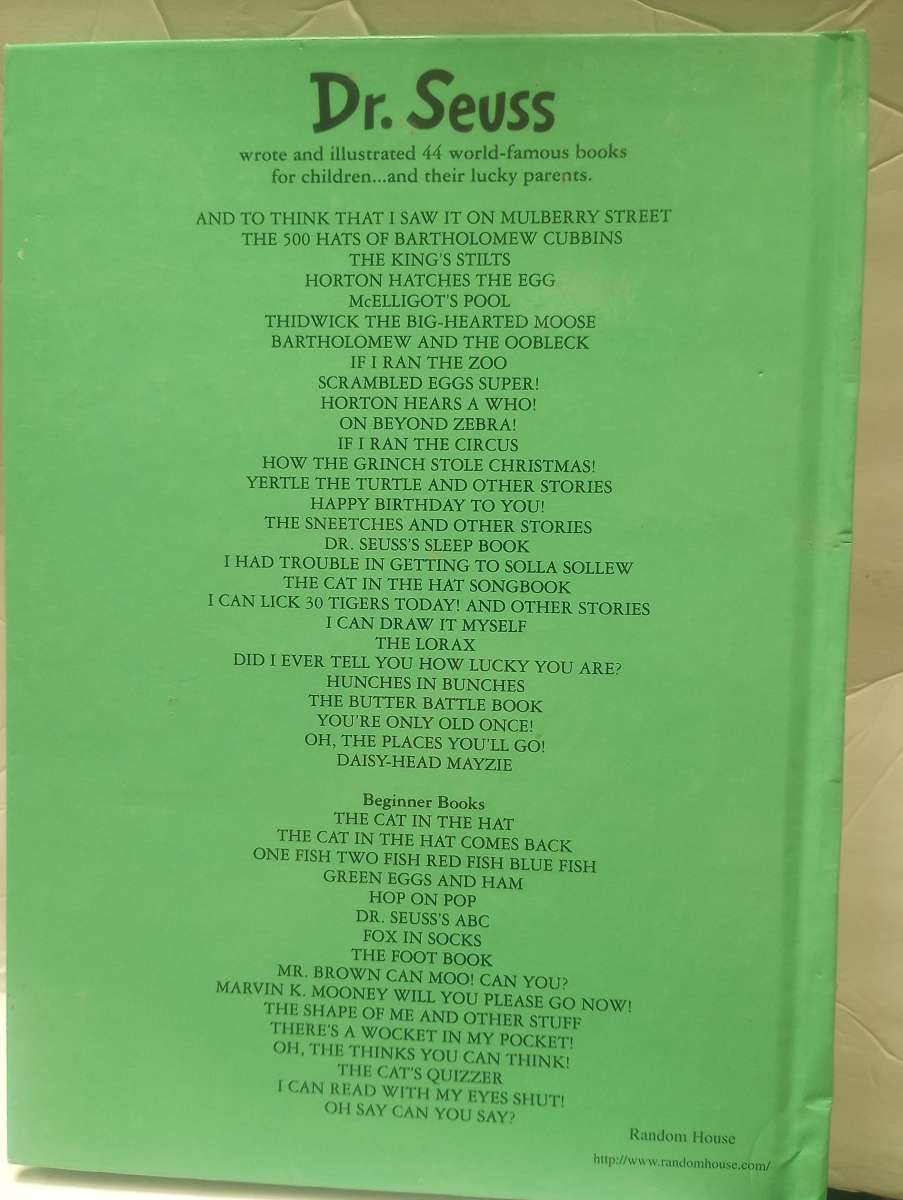 Dr. Seuss
wrote and illustrated 44 world-famous books
for children...and their lucky parents.
AND TO THINK THAT I SAW IT ON MULBERRY STREET
THE 500 HATS OF BARTHOLOMEW CUBBINS
THE KING'S STILTS
HORTON HATCHES THE EGG
McELLIGOT'S POOL
THIDWICK THE BIG-HEARTED MOOSE
BARTHOLOMEW AND THE OOBLECK
IF I RAN THE ZOO
SCRAMBLED EGGS SUPER!
HORTON HEARS A WHO!
ON BEYOND ZEBRA!
IF I RAN THE CIRCUS
HOW THE GRINCH STOLE CHRISTMAS!
YERTLE THE TURTLE AND OTHER STORIES
HAPPY BIRTHDAY TO YOU!
THE SNEETCHES AND OTHER STORIES
DR. SEUSS'S SLEEP BOOK
I HAD TROUBLE IN GETTING TO SOLLA SOLLEW
THE CAT IN THE HAT SONGBOOK
I CAN LICK 30 TIGERS TODAY! AND OTHER STORIES
I CAN DRAW IT MYSELF
THE LORAX
DID I EVER TELL YOU HOW LUCKY YOU ARE?
HUNCHES IN BUNCHES
THE BUTTER BATTLE BOOK
YOU'RE ONLY OLD ONCE!
OH, THE PLACES YOU'LL GO!
DAISY-HEAD MAYZIE
Beginner Books
THE CAT IN THE HAT
THE CAT IN THE HAT COMES BACK
ONE FISH TWO FISH RED FISH BLUE FISH
GREEN EGGS AND HAM
HOP ON POP
DR. SEUSS'S ABC
FOX IN SOCKS
THE FOOT BOOK
MR. BROWN CAN MOO! CAN YOU?
MARVIN K. MOONEY WILL YOU PLEASE GO NOW!
THE SHAPE OF ME AND OTHER STUFF
THERE'S A WOCKET IN MY POCKET!
OH, THE THINKS YOU CAN THINK!
THE CAT'S QUIZZER
I CAN READ WITH MY EYES SHUT!
OH SAY CAN YOU SAY?
Random House
http://www.randomhouse.com/